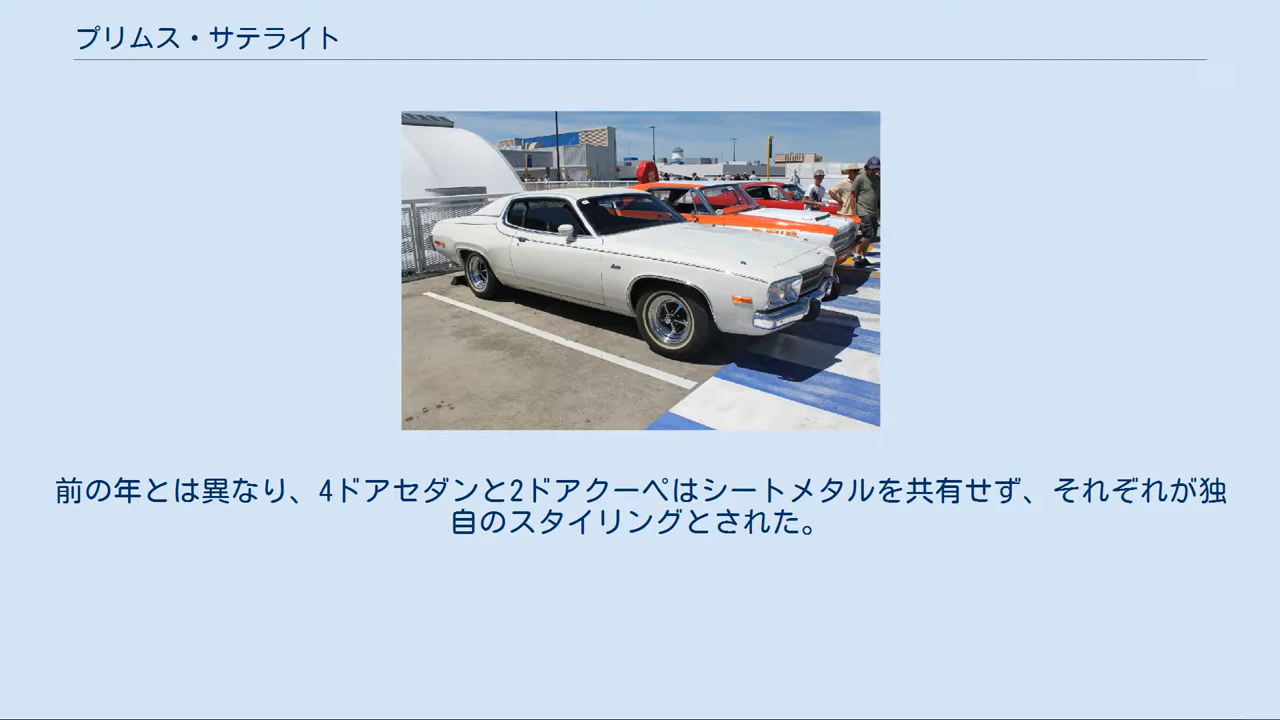 プリムス・サテライト
前の年とは異なり、4ドアセダンと2ドアクーペはシートメタルを共有せず、それぞれが独
自のスタイリングとされた。